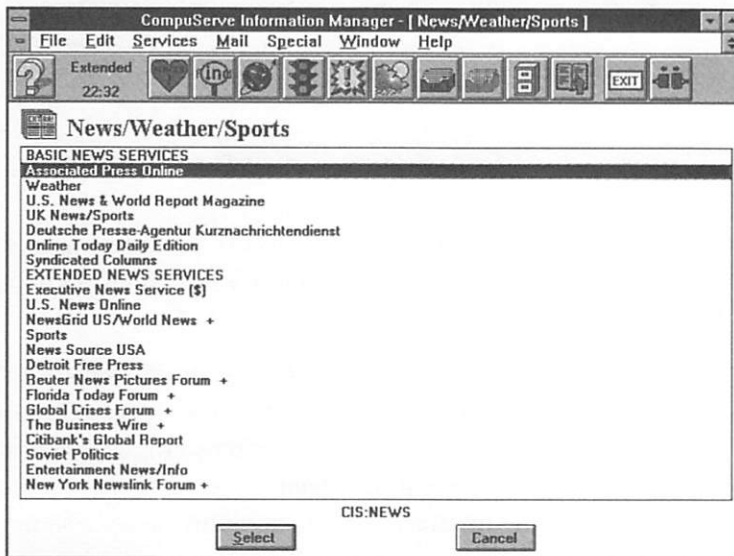 CompuServe Information Manager - [ News/Weather/Sports ]
File Edit Services Mail Special Window Help
Extended
22:32
EXIT
News/Weather/Sports
BASIC NEWS SERVICES
Associated Press Online
Weather
U.S. News & World Report Magazine
UK News/Sports
Deutsche Presse-Agentur Kurznachrichtendienst
Online Today Daily Edition
Syndicated Columns
EXTENDED NEWS SERVICES
Executive News Service ($)
U.S. News Online
NewsGrid US/World News +
Sports
News Source USA
Detroit Free Press
Reuter News Pictures Forum +
Florida Today Forum +
Global Crises Forum +
The Business Wire +
Citibank's Global Report
Soviet Politics
Entertainment News/Info
New York Newslink Forum +
CIS:NEWS
Select Cancel